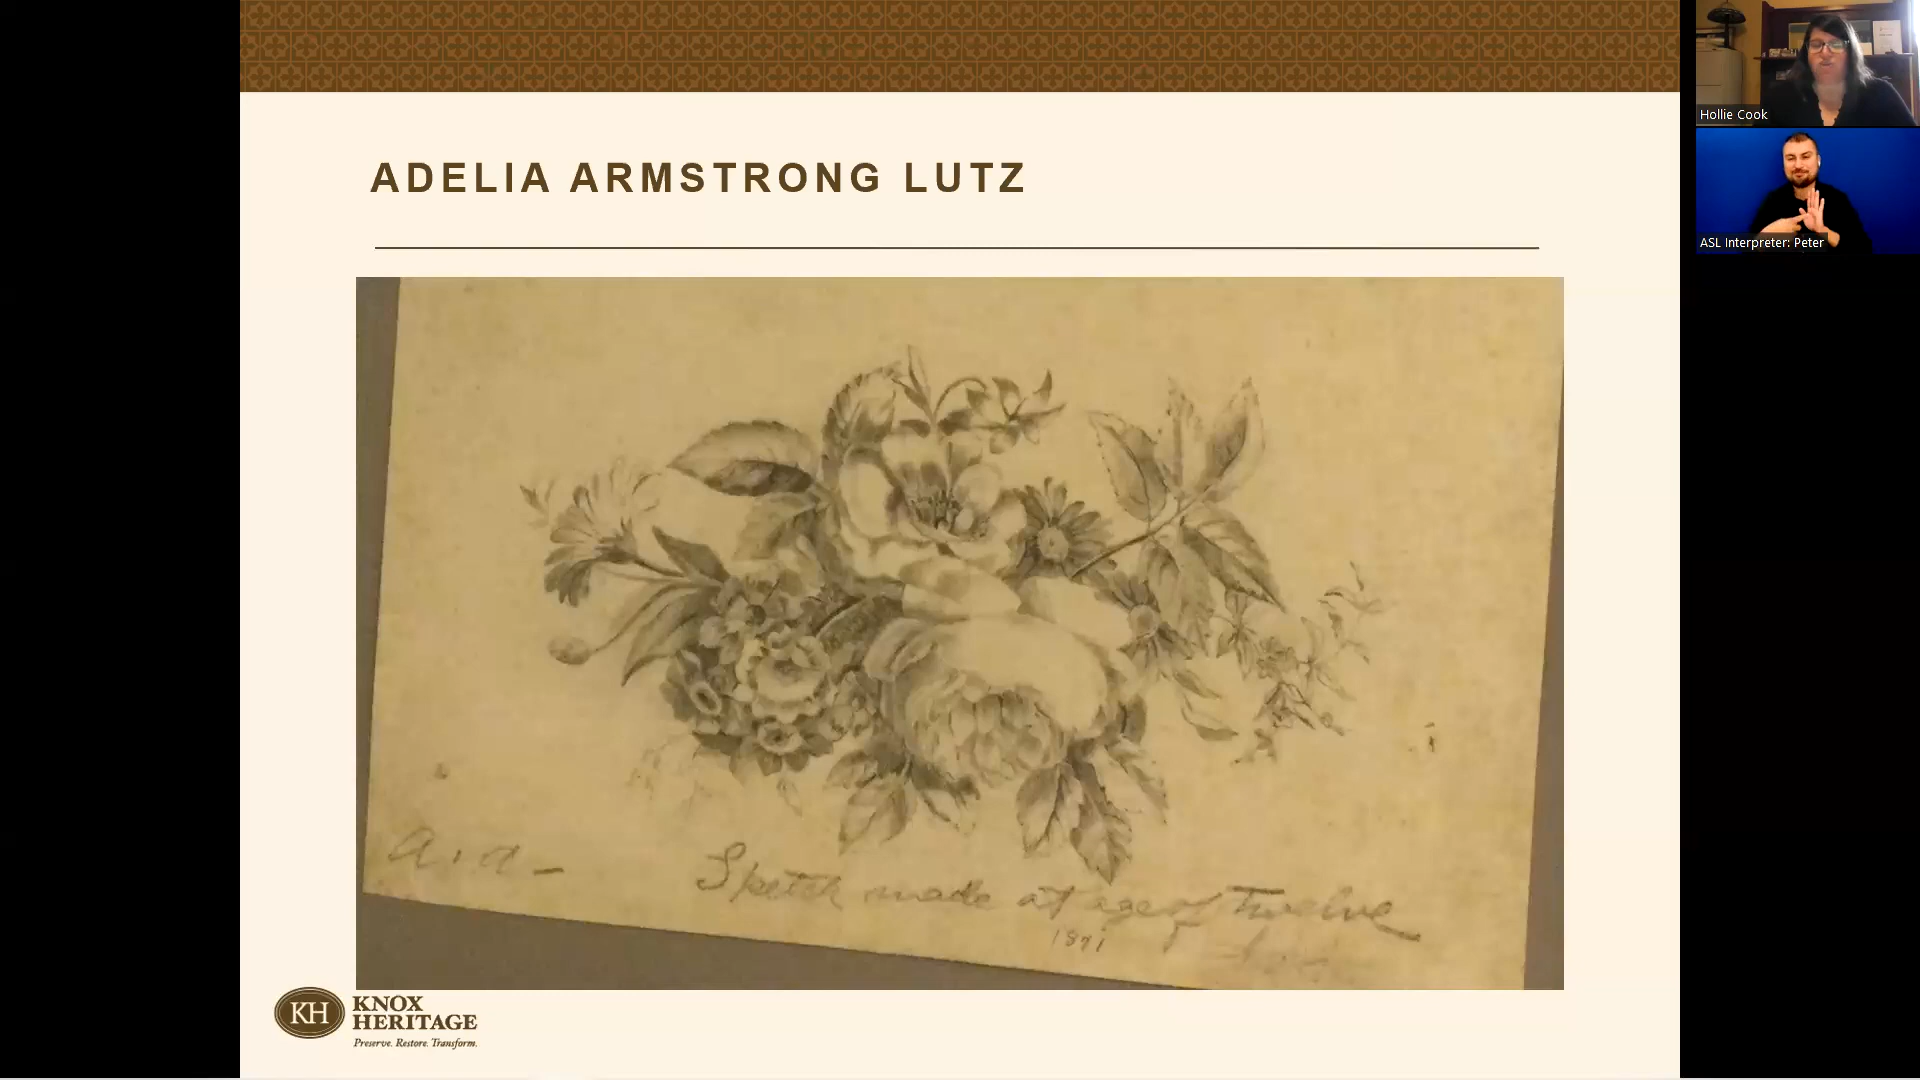 ADELIA ARMSTRONG LUTZ
A. A —
Sketch made at age of Twelve
1871
KH KNOX
HERITAGE
Preserve. Restore. Transform.
Hollie Cook
ASL Interpreter: Peter